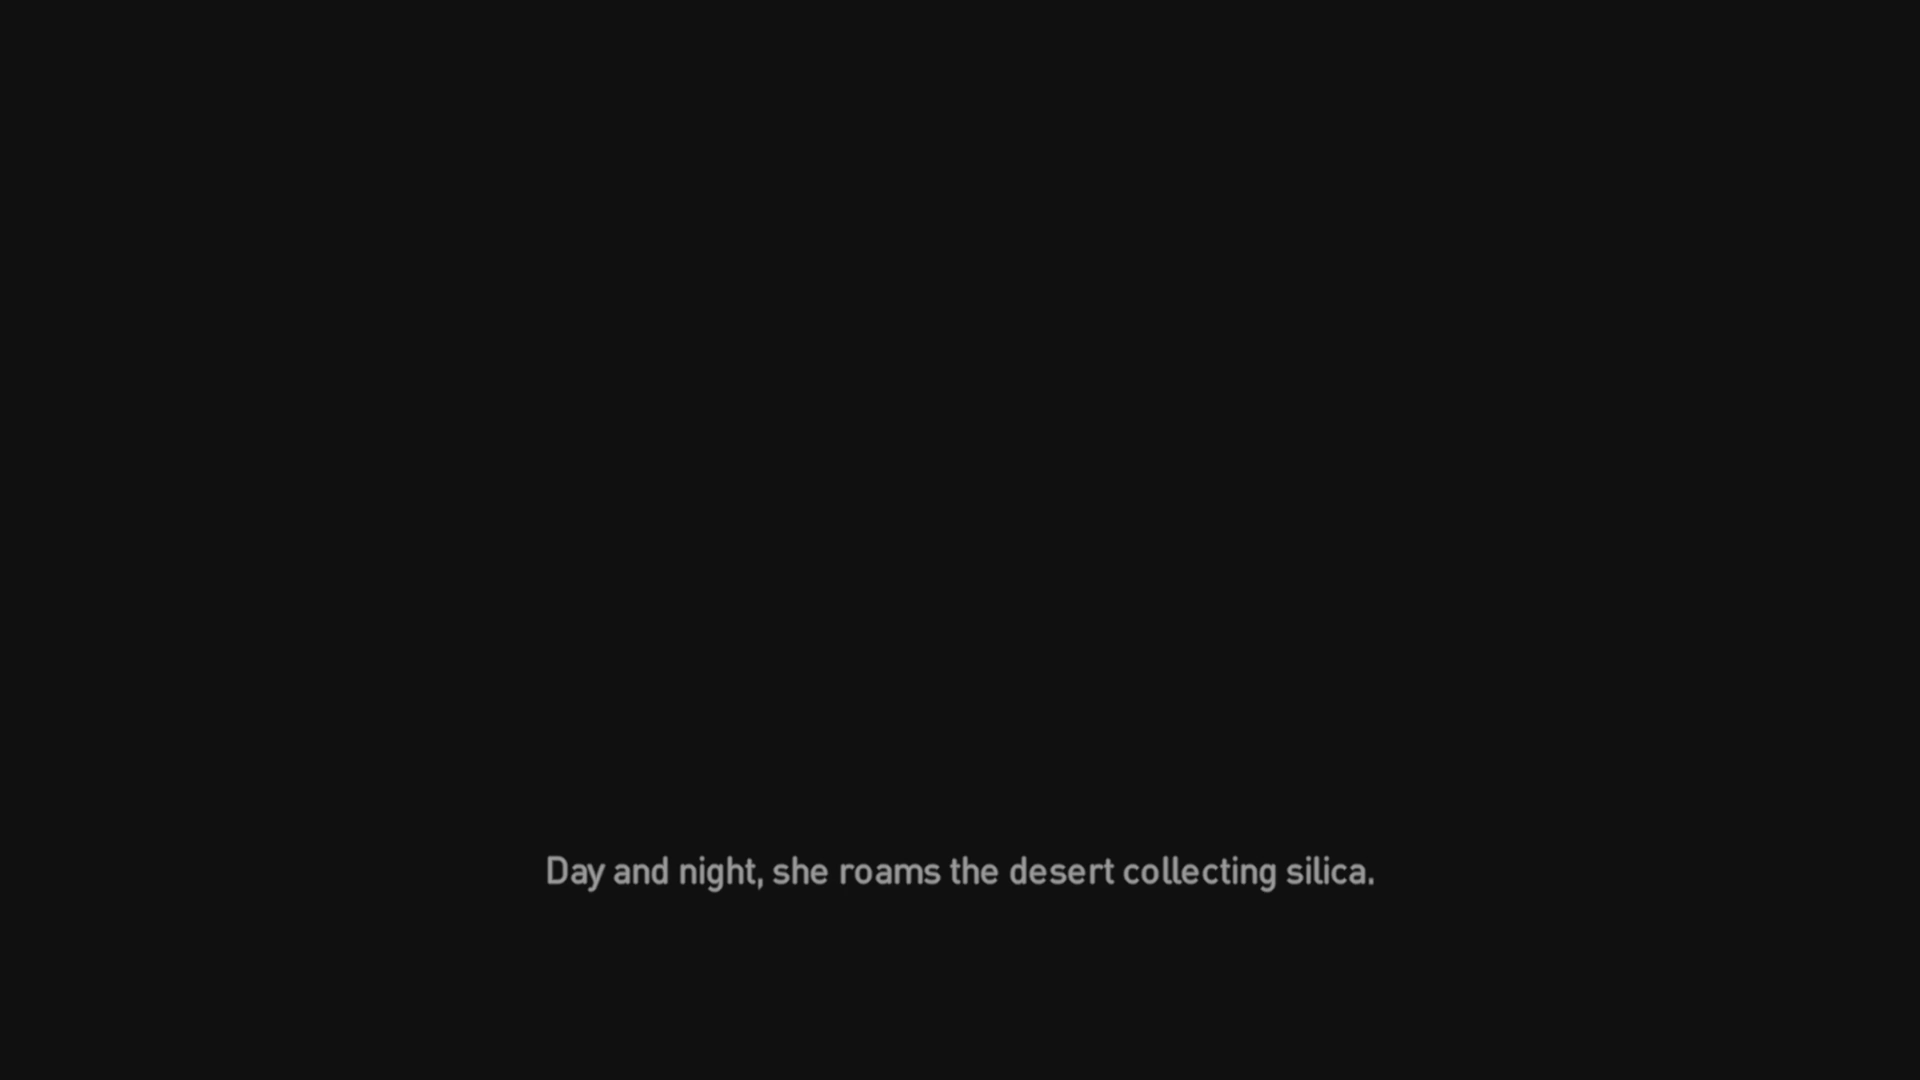 Day and night, she roams the desert collecting silica.